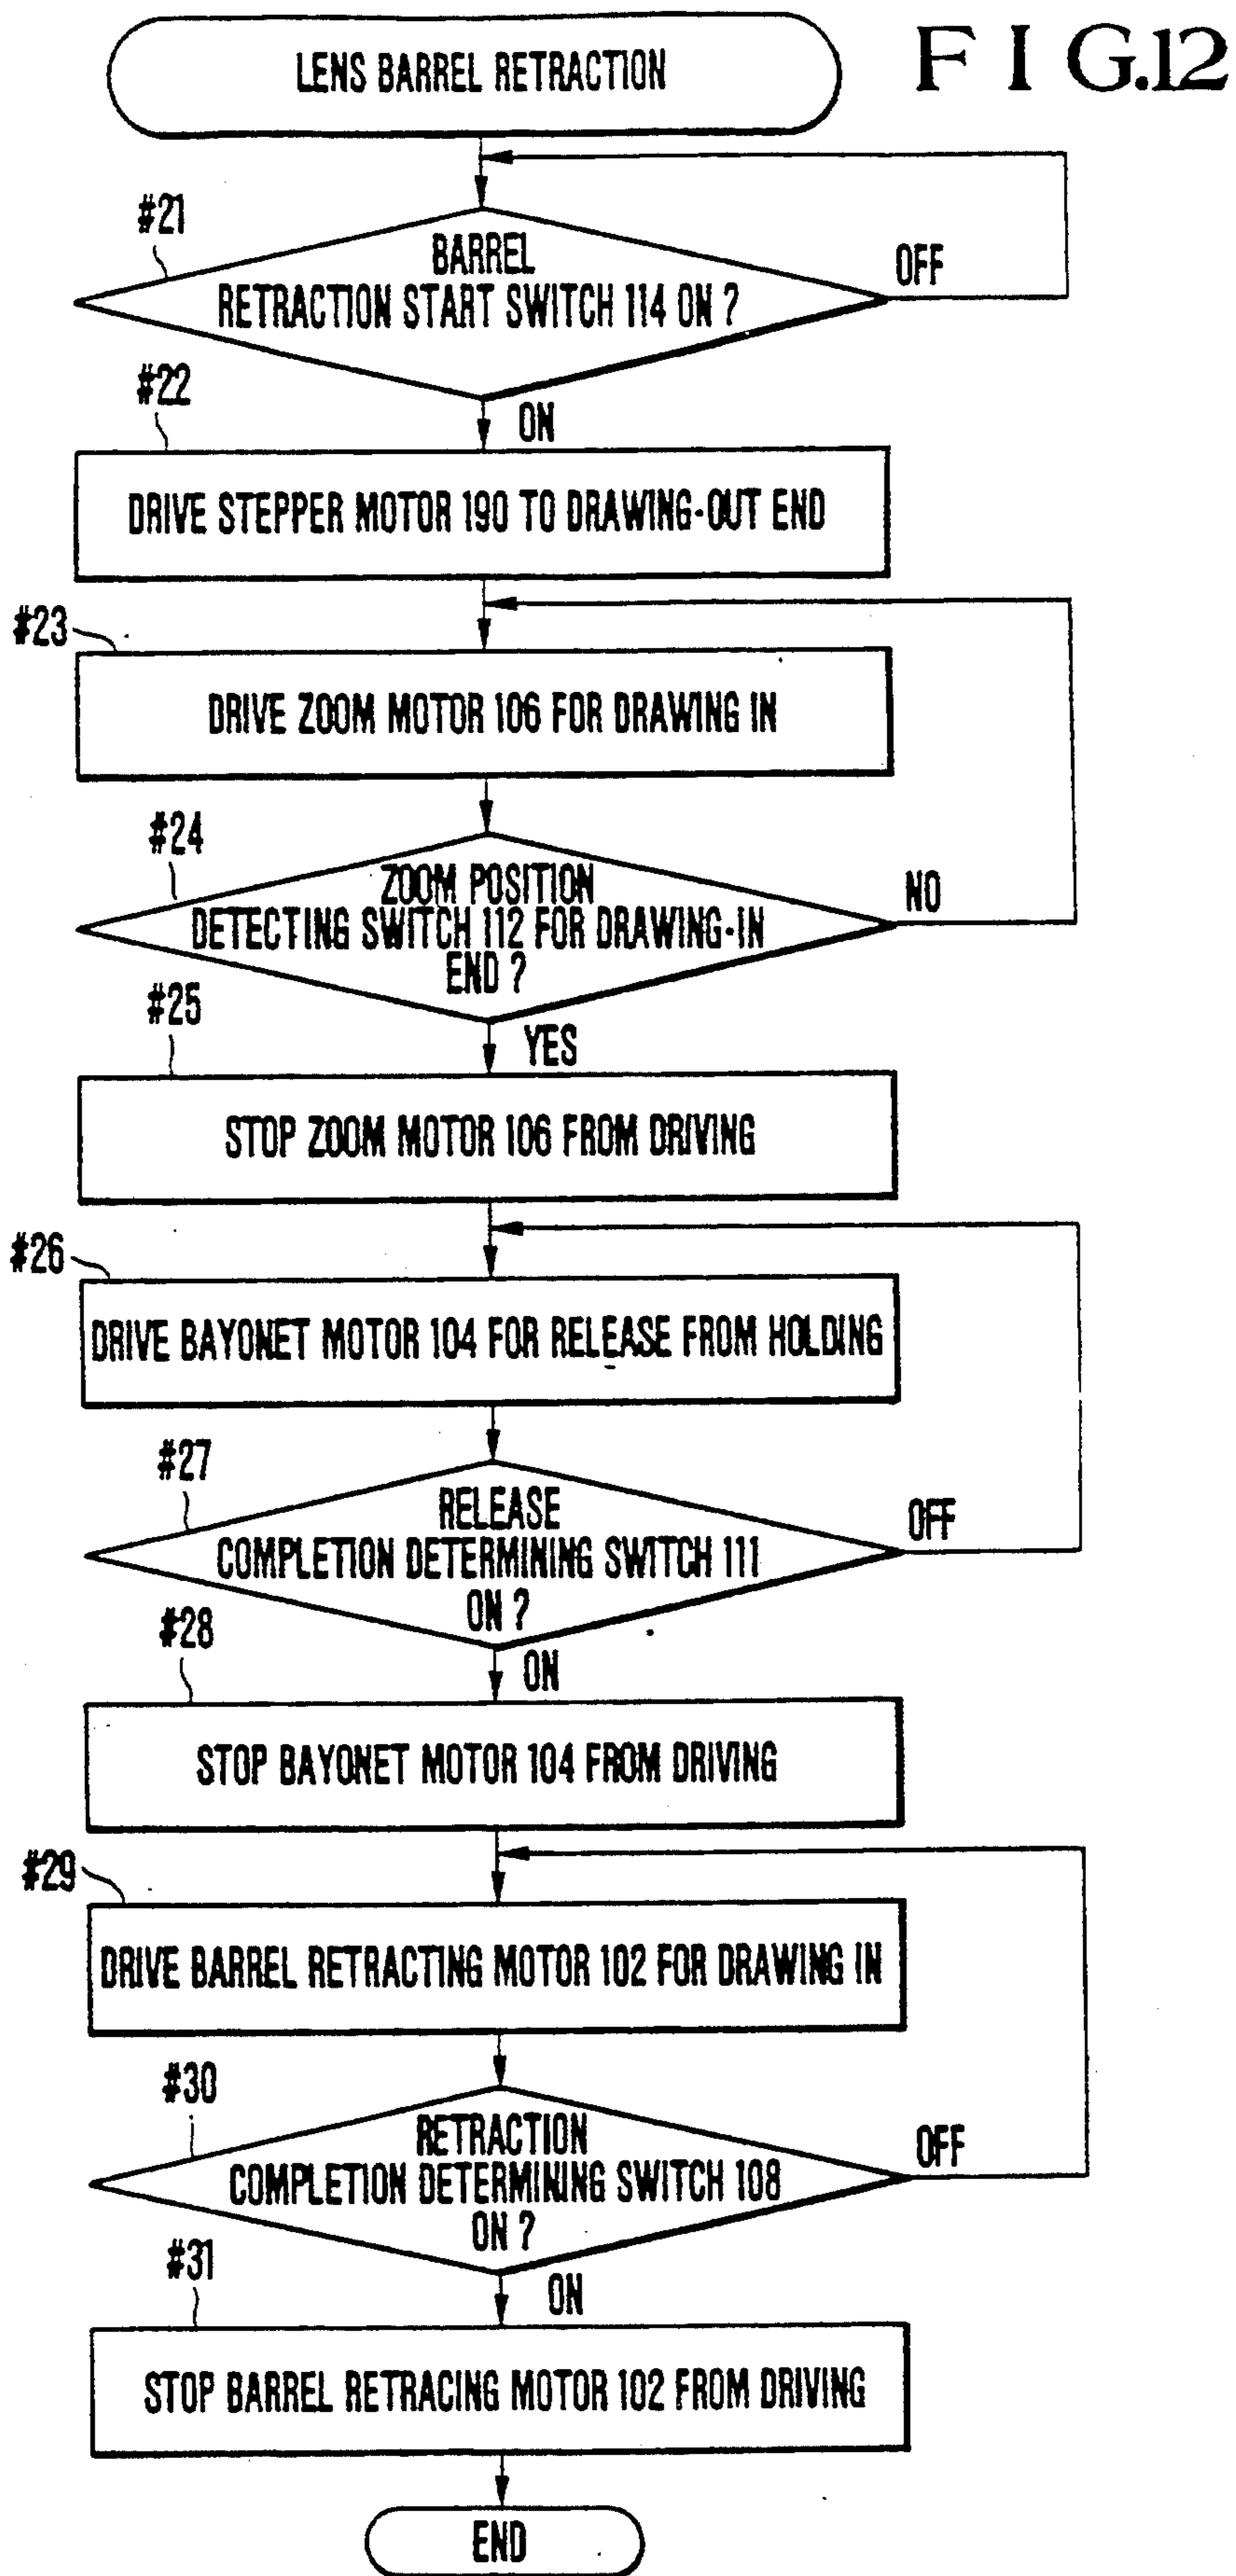 LENS BARREL RETRACTION
F I G.12
#21
BARREL
RETRACTION START SWITCH 114 ON ?
OFF
ON
#22
DRIVE STEPPER MOTOR 190 TO DRAWING-OUT END
#23
DRIVE ZOOM MOTOR 106 FOR DRAWING IN
#24
ZOOM POSITION
DETECTING SWITCH 112 FOR DRAWING-IN
END ?
NO
YES
#25
STOP ZOOM MOTOR 106 FROM DRIVING
#26
DRIVE BAYONET MOTOR 104 FOR RELEASE FROM HOLDING
#27
RELEASE
COMPLETION DETERMINING SWITCH 111
ON ?
OFF
ON
#28
STOP BAYONET MOTOR 104 FROM DRIVING
#29
DRIVE BARREL RETRACTING MOTOR 102 FOR DRAWING IN
#30
RETRACTION
COMPLETION DETERMINING SWITCH 108
ON ?
OFF
ON
#31
STOP BARREL RETRACING MOTOR 102 FROM DRIVING
END